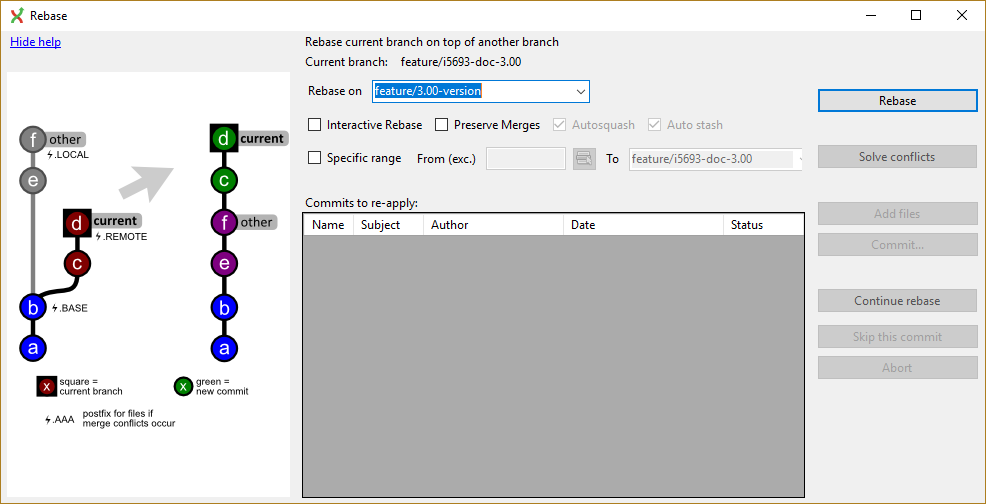 Rebase
Hide help
Rebase current branch on top of another branch
Current branch: feature/i5693-doc-3.00
Rebase on feature/3.00-version
Rebase
Interactive Rebase Preserve Merges Autosquash Auto stash
Specific range From (exc.) To feature/i5693-doc-3.00
Solve conflicts
Commits to re-apply:
Name Subject Author Date Status
Add files
Commit...
Continue rebase
Skip this commit
Abort
f other
.LOCAL
e
d current
.REMOTE
c
b .BASE
a
d current
c
f other
e
b
a
x square =
current branch
x green =
new commit
.AAA postfix for files if
merge conflicts occur